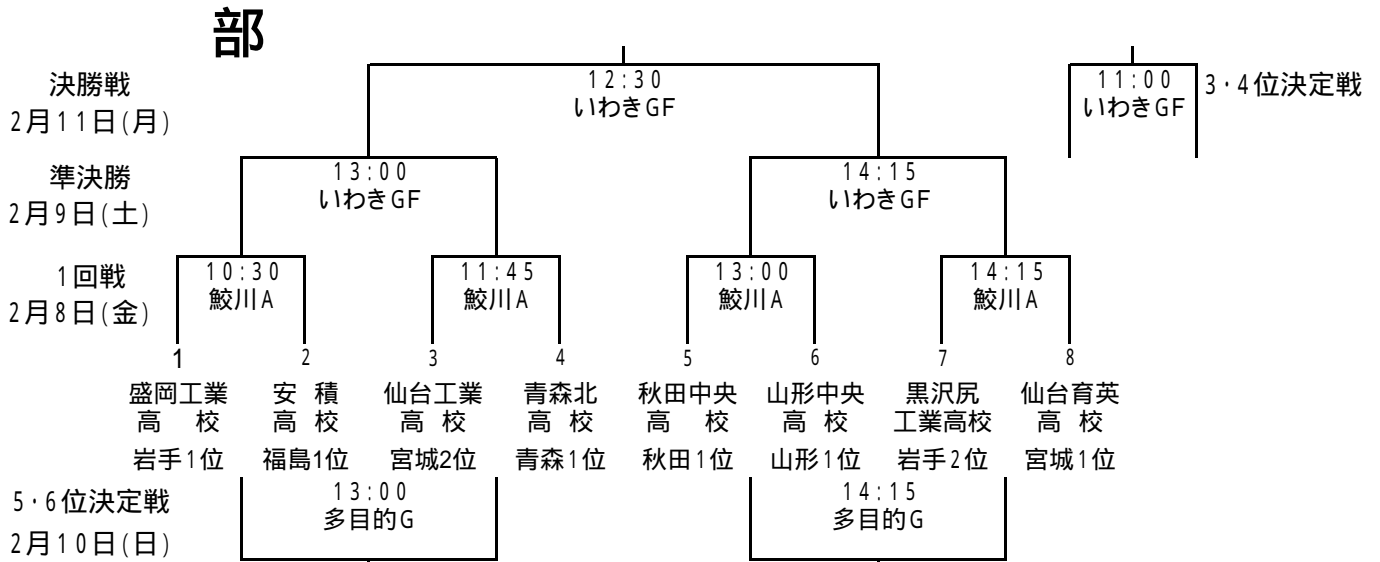 部
決勝戦
2月11日(月)
12:30
いわきGF
11:00
いわきGF
3・4位決定戦
準決勝
2月9日(土)
13:00
いわきGF
14:15
いわきGF
1回戦
2月8日(金)
10:30
鮫川A
11:45
鮫川A
13:00
鮫川A
14:15
鮫川A
1
2
3
4
5
6
7
8
盛岡工業
高 校
岩手1位
安 積
高 校
福島1位
仙台工業
高 校
宮城2位
青森北
高 校
青森1位
秋田中央
高 校
秋田1位
山形中央
高 校
山形1位
黒沢尻
工業高校
岩手2位
仙台育英
高 校
宮城1位
5・6位決定戦
2月10日(日)
13:00
多目的G
14:15
多目的G